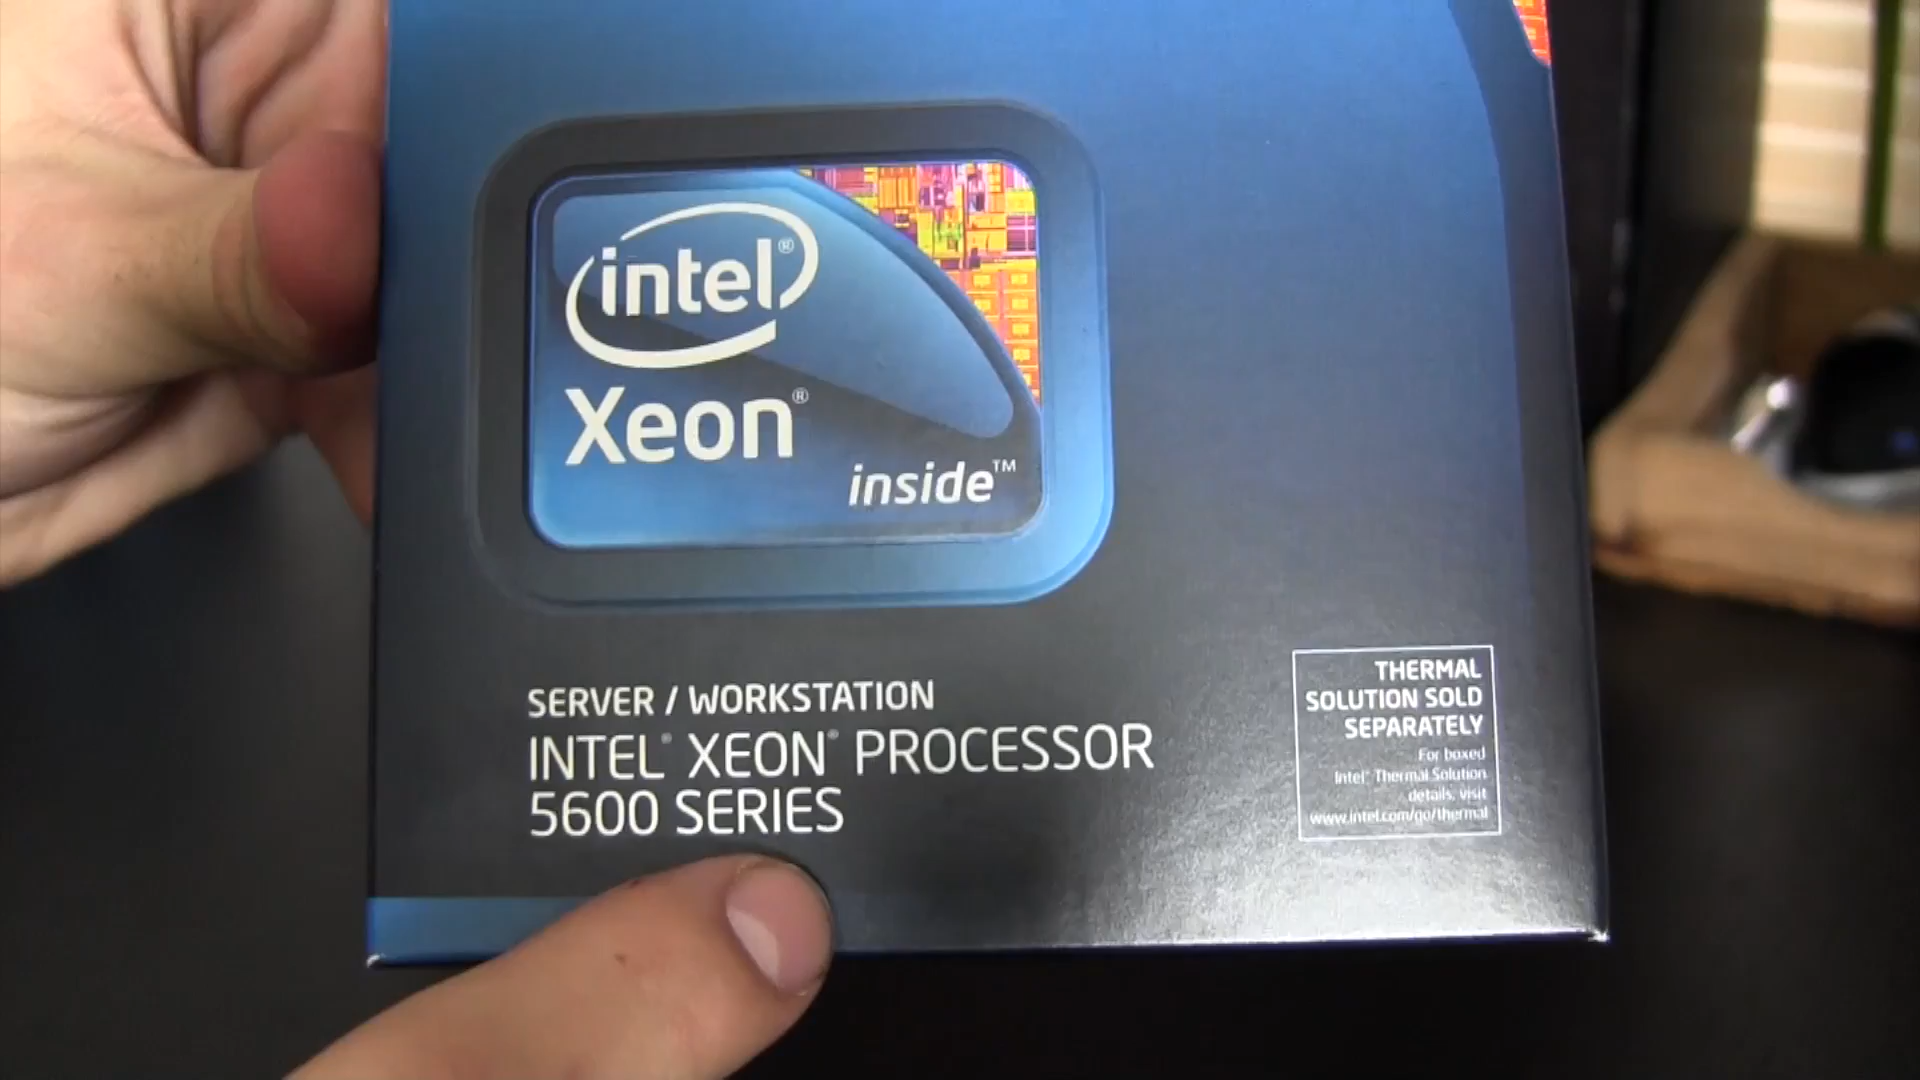 intel®
Xeon®
inside™
SERVER / WORKSTATION
INTEL® XEON® PROCESSOR
5600 SERIES
THERMAL
SOLUTION SOLD
SEPARATELY
For boxed
Intel® Thermal Solution
details, visit
www.intel.com/go/thermal